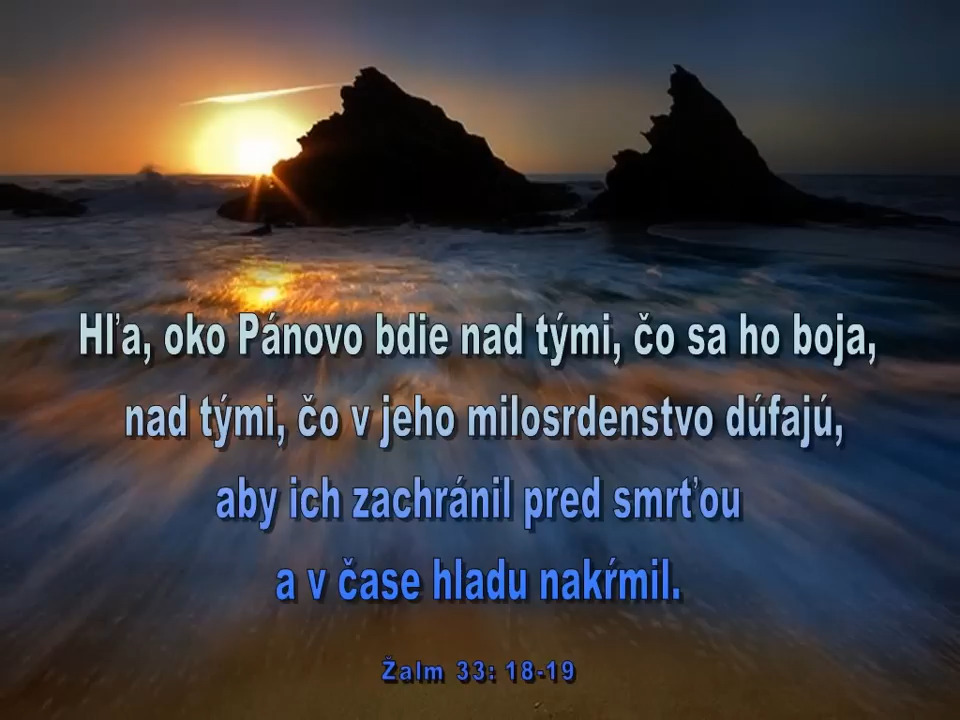 Hľa, oko Pánovo bdie nad tými, čo sa ho boja,
nad tými, čo v jeho milosrdenstvo dúfajú,
aby ich zachránil pred smrťou
a v čase hladu nakŕmil.
Žalm 33: 18-19